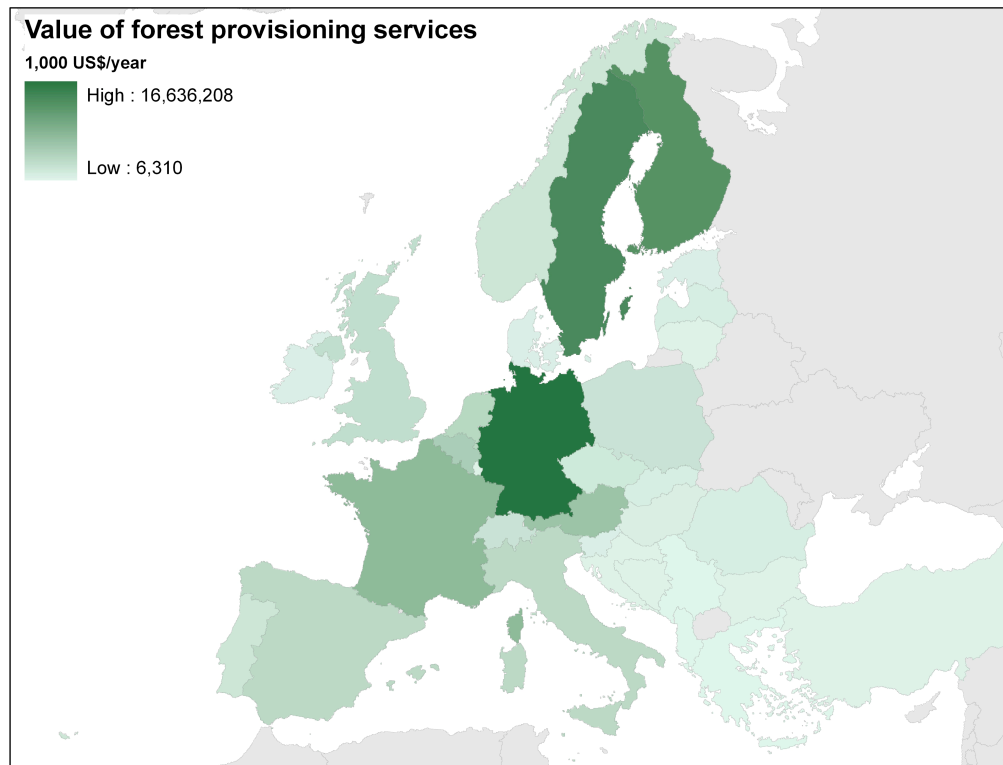 Value of forest provisioning services
1,000 US$/year
High : 16,636,208
Low : 6,310